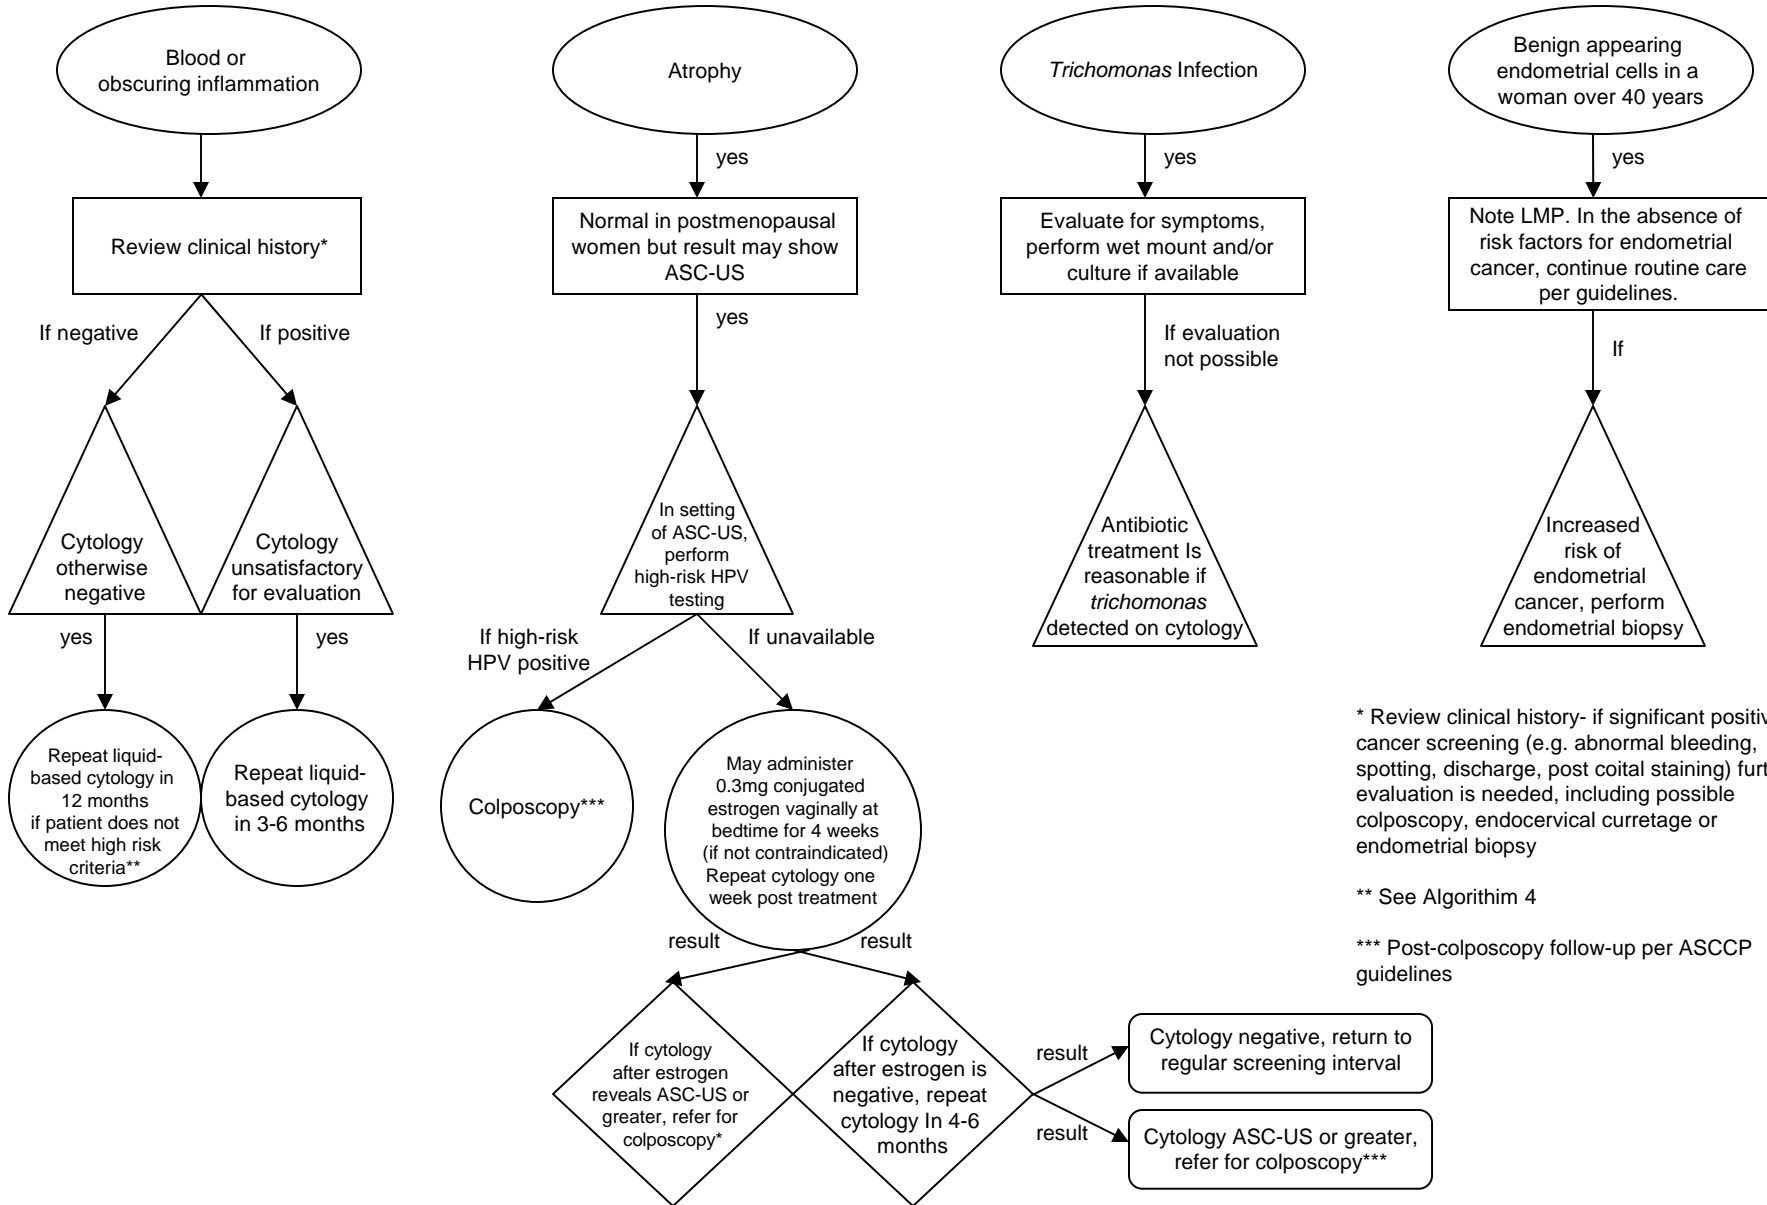 Blood or
obscuring inflammation
Review clinical history*
If negative
If positive
Cytology
otherwise
negative
Cytology
unsatisfactory
for evaluation
yes
yes
Repeat liquid-
based cytology in
12 months
if patient does not
meet high risk
criteria**
Repeat liquid-
based cytology
in 3-6 months
Atrophy
yes
Normal in postmenopausal
women but result may show
ASC-US
yes
In setting
of ASC-US,
perform
high-risk HPV
testing
If high-risk
HPV positive
If unavailable
Colposcopy***
May administer
0.3mg conjugated
estrogen vaginally at
bedtime for 4 weeks
(if not contraindicated)
Repeat cytology one
week post treatment
result
result
If cytology
after estrogen
reveals ASC-US or
greater, refer for
colposcopy*
If cytology
after estrogen is
negative, repeat
cytology In 4-6
months
result
result
Cytology negative, return to
regular screening interval
Cytology ASC-US or greater,
refer for colposcopy***
Trichomonas Infection
yes
Evaluate for symptoms,
perform wet mount and/or
culture if available
If evaluation
not possible
Antibiotic
treatment Is
reasonable if
trichomonas
detected on cytology
Benign appearing
endometrial cells in a
woman over 40 years
yes
Note LMP. In the absence of
risk factors for endometrial
cancer, continue routine care
per guidelines.
If
Increased
risk of
endometrial
cancer, perform
endometrial biopsy
* Review clinical history- if significant positiv
cancer screening (e.g. abnormal bleeding,
spotting, discharge, post coital staining) furt
evaluation is needed, including possible
colposcopy, endocervical curretage or
endometrial biopsy
** See Algorithim 4
*** Post-colposcopy follow-up per ASCCP
guidelines